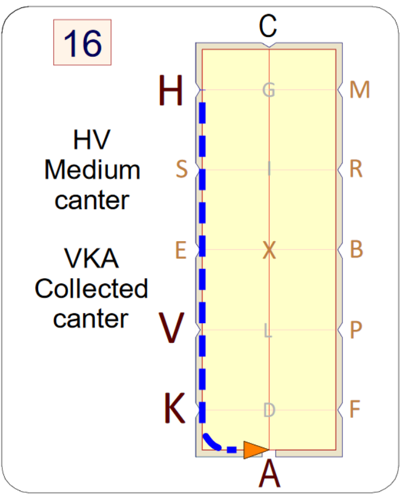 16
C
H G M
HV
Medium
canter
S I R
VKA
Collected
canter
E X B
V L P
K D F
A